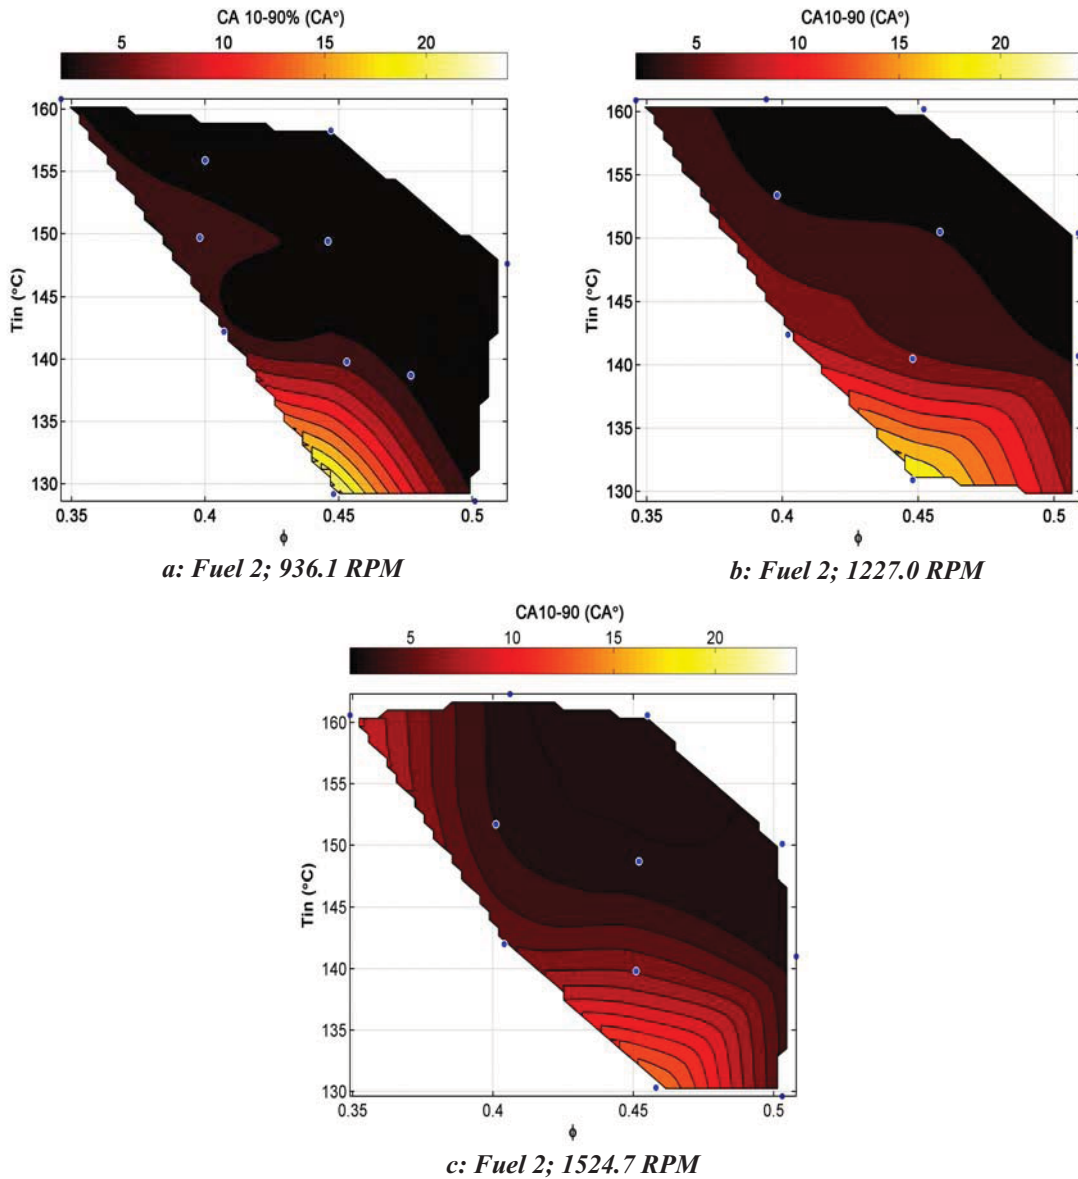 CA 10-90% (CA°)
5 10 15 20
160
155
150
145
140
135
130
Tin (°C)
0.35 0.4 0.45 0.5
ϕ
a: Fuel 2; 936.1 RPM
CA10-90 (CA°)
5 10 15 20
160
155
150
145
140
135
130
Tin (°C)
0.35 0.4 0.45 0.5
ϕ
b: Fuel 2; 1227.0 RPM
CA10-90 (CA°)
5 10 15 20
160
155
150
145
140
135
130
Tin (°C)
0.35 0.4 0.45 0.5
ϕ
c: Fuel 2; 1524.7 RPM